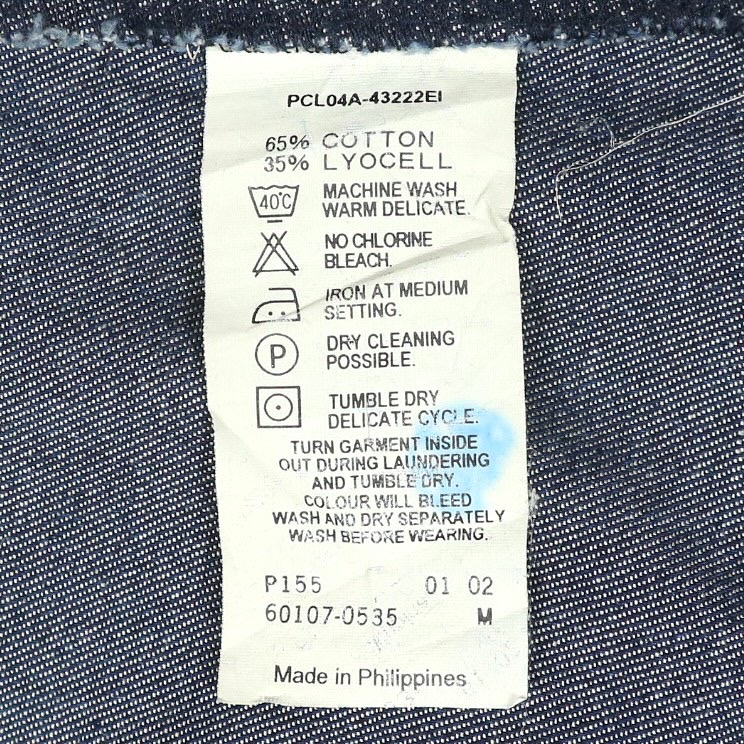 PCL04A-43222EI
65% COTTON
35% LYOCELL
40°C MACHINE WASH
WARM DELICATE.
NO CHLORINE
BLEACH.
IRON AT MEDIUM
SETTING.
P DRY CLEANING
POSSIBLE.
TUMBLE DRY
DELICATE CYCLE.
TURN GARMENT INSIDE
OUT DURING LAUNDERING
AND TUMBLE DRY.
COLOUR WILL BLEED
WASH AND DRY SEPARATELY
WASH BEFORE WEARING.
P155 01 02
60107-0535 M
Made in Philippines